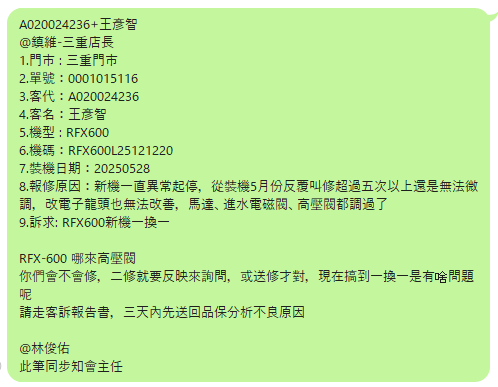 A020024236+王彥智
@鎮維-三重店長
1.門市 : 三重門市
2.單號：0001015116
3.客代：A020024236
4.客名：王彥智
5.機型 : RFX600
6.機碼：RFX600L25121220
7.裝機日期：20250528
8.報修原因：新機一直異常起停，從裝機5月份反覆叫修超過五次以上還是無法微
調，改電子龍頭也無法改善，馬達、進水電磁閥、高壓閥都調過了
9.訴求: RFX600新機一換一

RFX-600 哪來高壓閥
你們會不會修，二修就要反映來詢問，或送修才對，現在搞到一換一是有啥問題
呢
請走客訴報告書，三天內先送回品保分析不良原因

@林俊佑
此筆同步知會主任